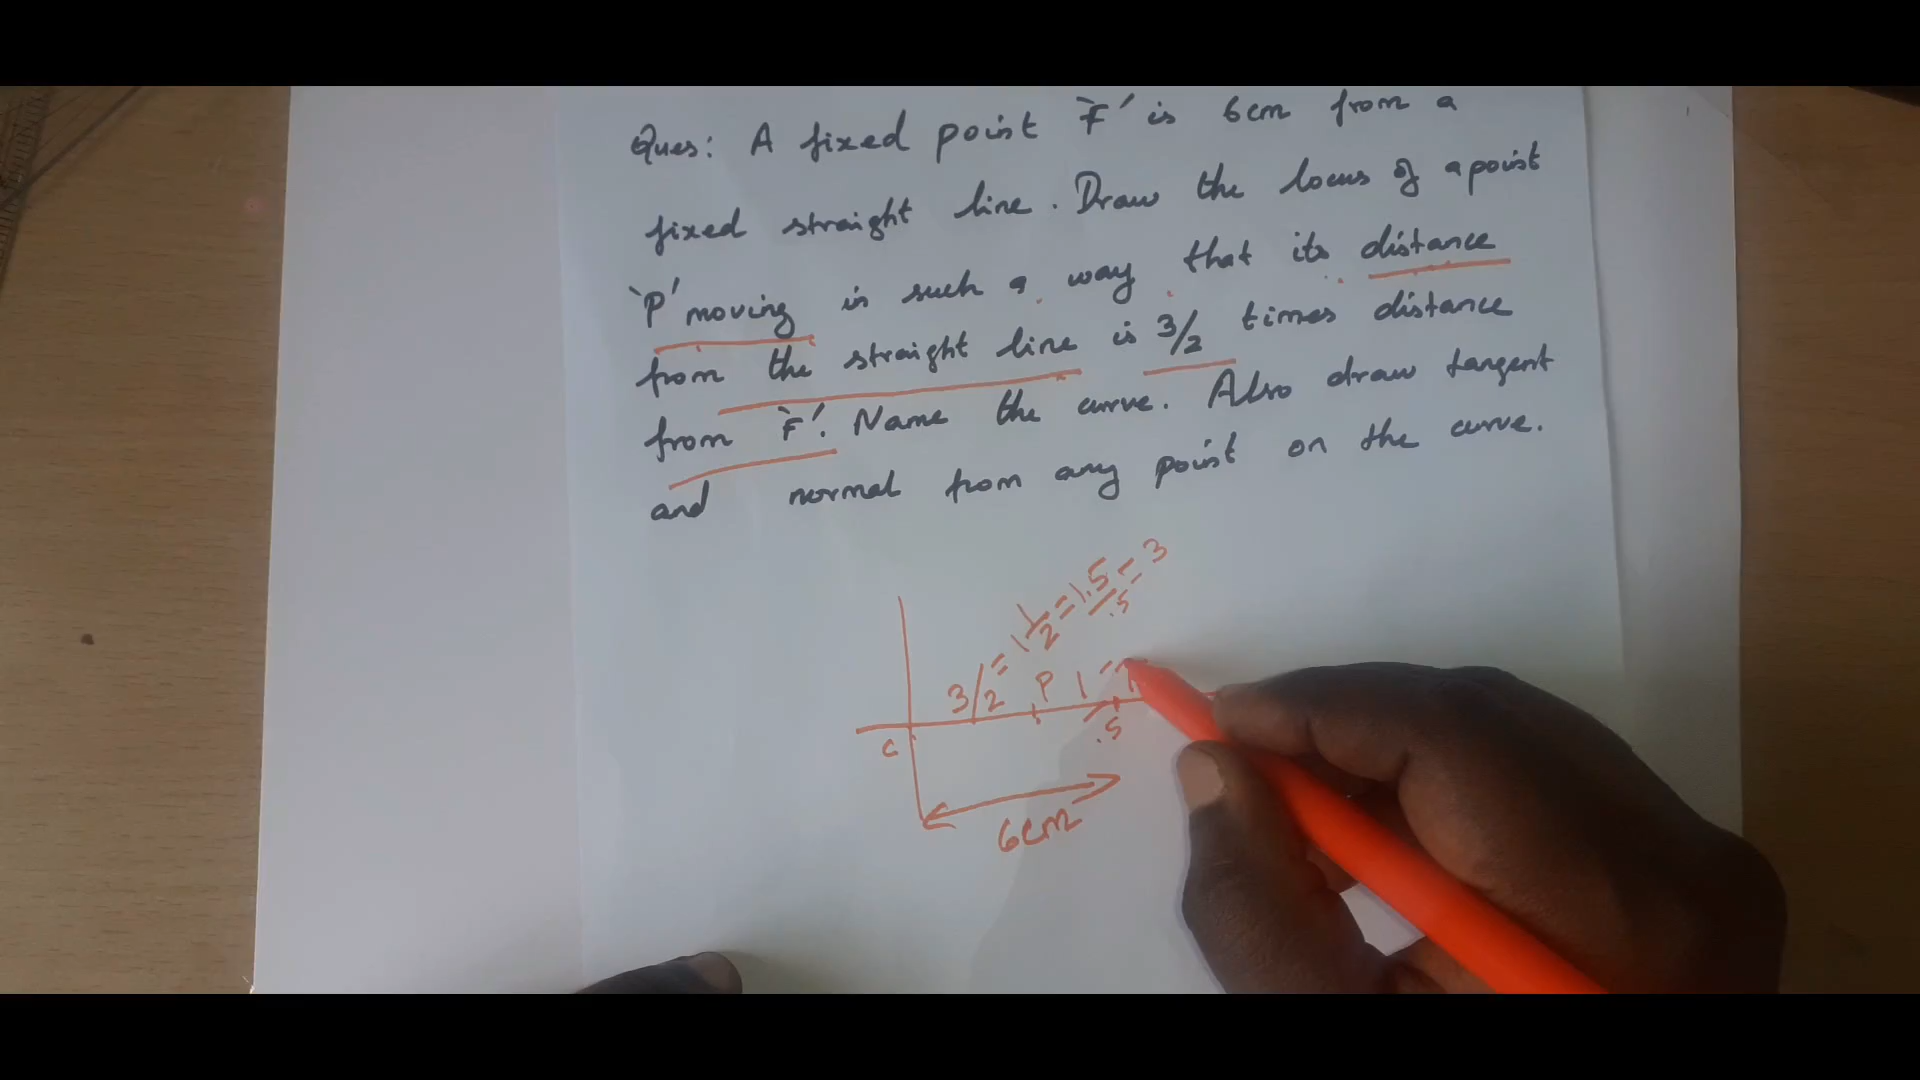 Ques: A fixed point `F' is 6cm from a
fixed straight line. Draw the locus of a point
`P' moving in such a way that its distance
from the straight line is 3/2 times distance
from `F'. Name the curve. Also draw tangent
and normal from any point on the curve.
3/2 = 1 1/2 = 1.5/.5 = 3
P 1
.5
C
6cm